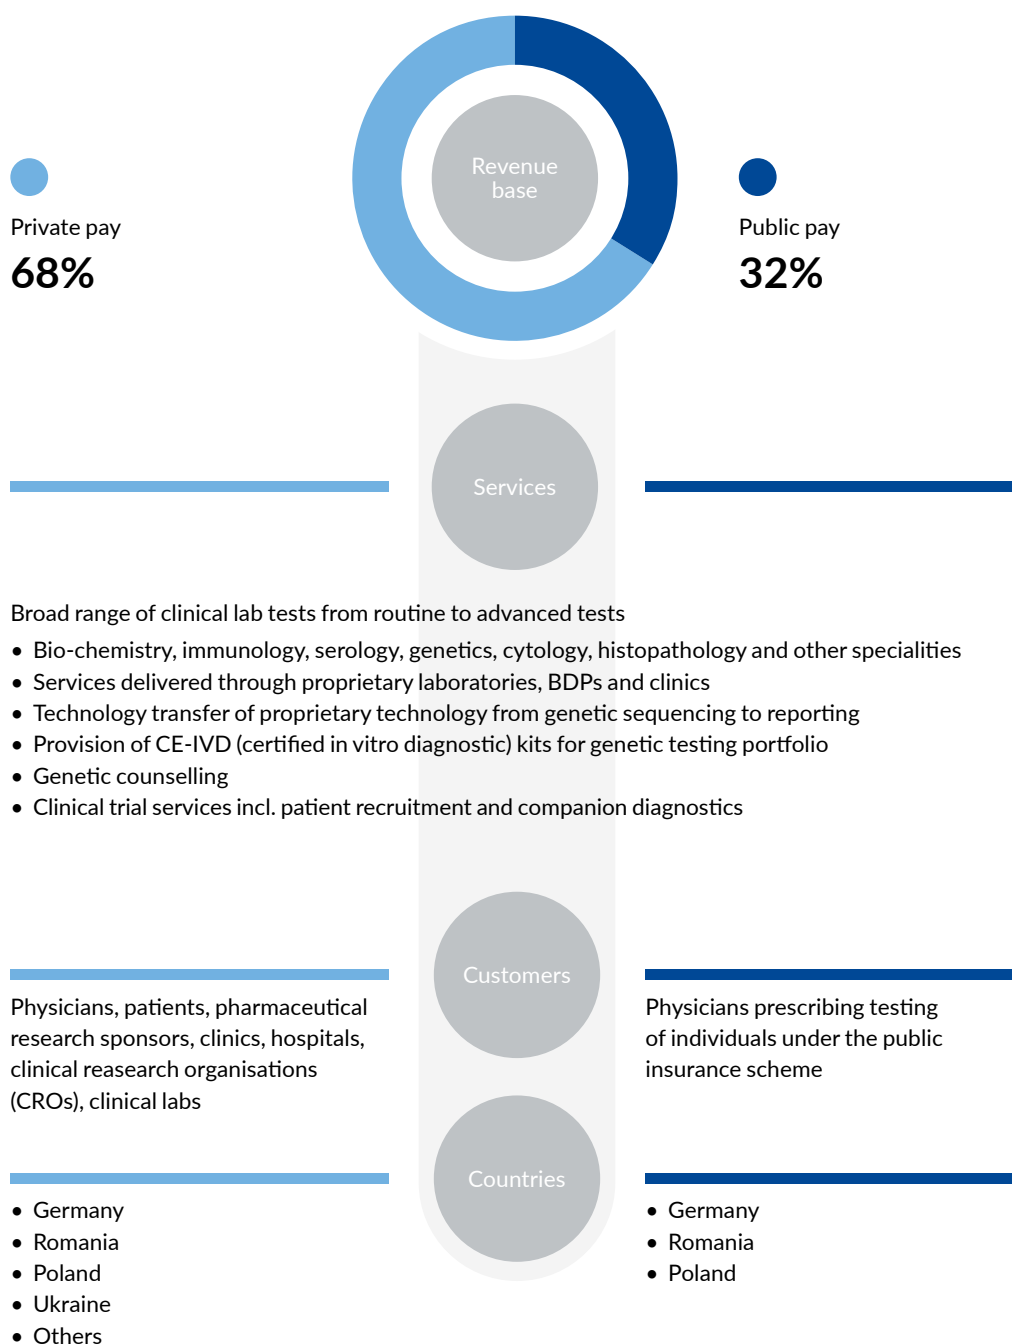 Revenue
base
Private pay
68%
Public pay
32%
Services
Broad range of clinical lab tests from routine to advanced tests
• Bio-chemistry, immunology, serology, genetics, cytology, histopathology and other specialities
• Services delivered through proprietary laboratories, BDPs and clinics
• Technology transfer of proprietary technology from genetic sequencing to reporting
• Provision of CE-IVD (certified in vitro diagnostic) kits for genetic testing portfolio
• Genetic counselling
• Clinical trial services incl. patient recruitment and companion diagnostics
Customers
Physicians, patients, pharmaceutical
research sponsors, clinics, hospitals,
clinical reasearch organisations
(CROs), clinical labs
Physicians prescribing testing
of individuals under the public
insurance scheme
Countries
• Germany
• Romania
• Poland
• Ukraine
• Others
• Germany
• Romania
• Poland